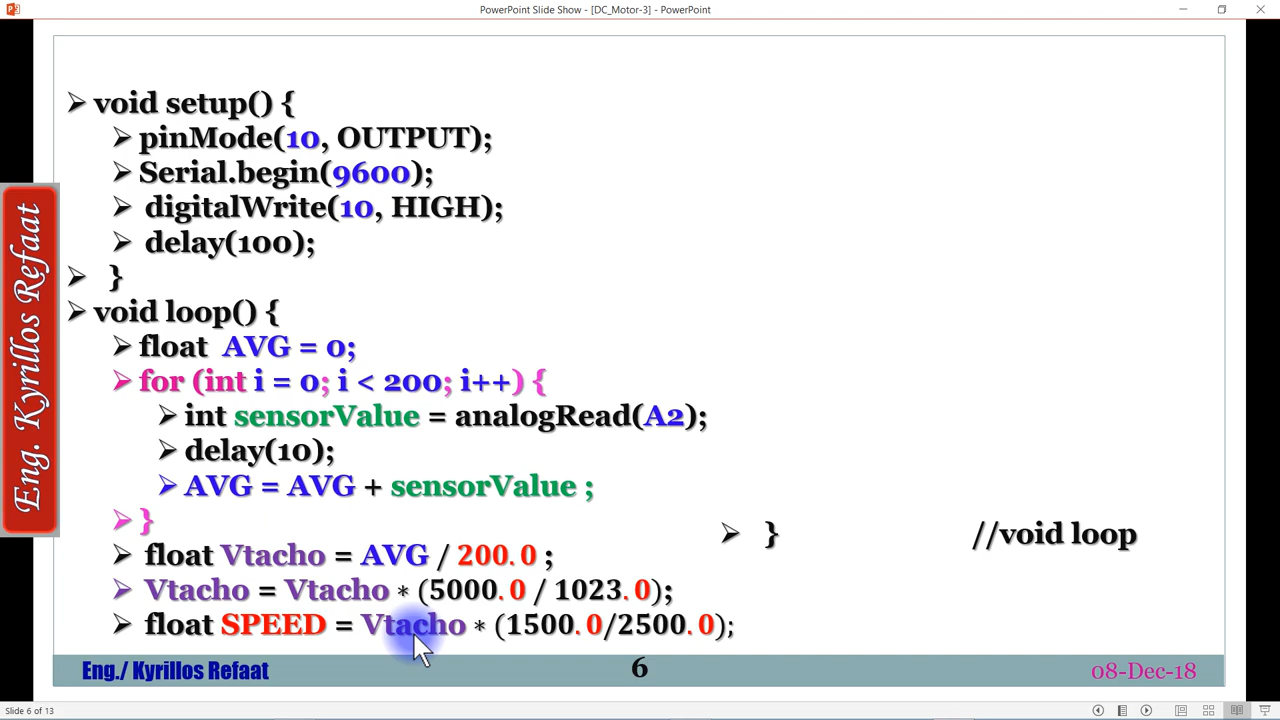 PowerPoint Slide Show - [DC_Motor-3] - PowerPoint
void setup() {
pinMode(10, OUTPUT);
Serial.begin(9600);
digitalWrite(10, HIGH);
delay(100);
}
void loop() {
float AVG = 0;
for (int i = 0; i < 200; i++) {
int sensorValue = analogRead(A2);
delay(10);
AVG = AVG + sensorValue ;
}
float Vtacho = AVG / 200.0 ;
Vtacho = Vtacho * (5000.0 / 1023.0);
float SPEED = Vtacho * (1500.0/2500.0);
} //void loop
Eng. Kyrillos Refaat
Eng./ Kyrillos Refaat
6
08-Dec-18
Slide 6 of 13